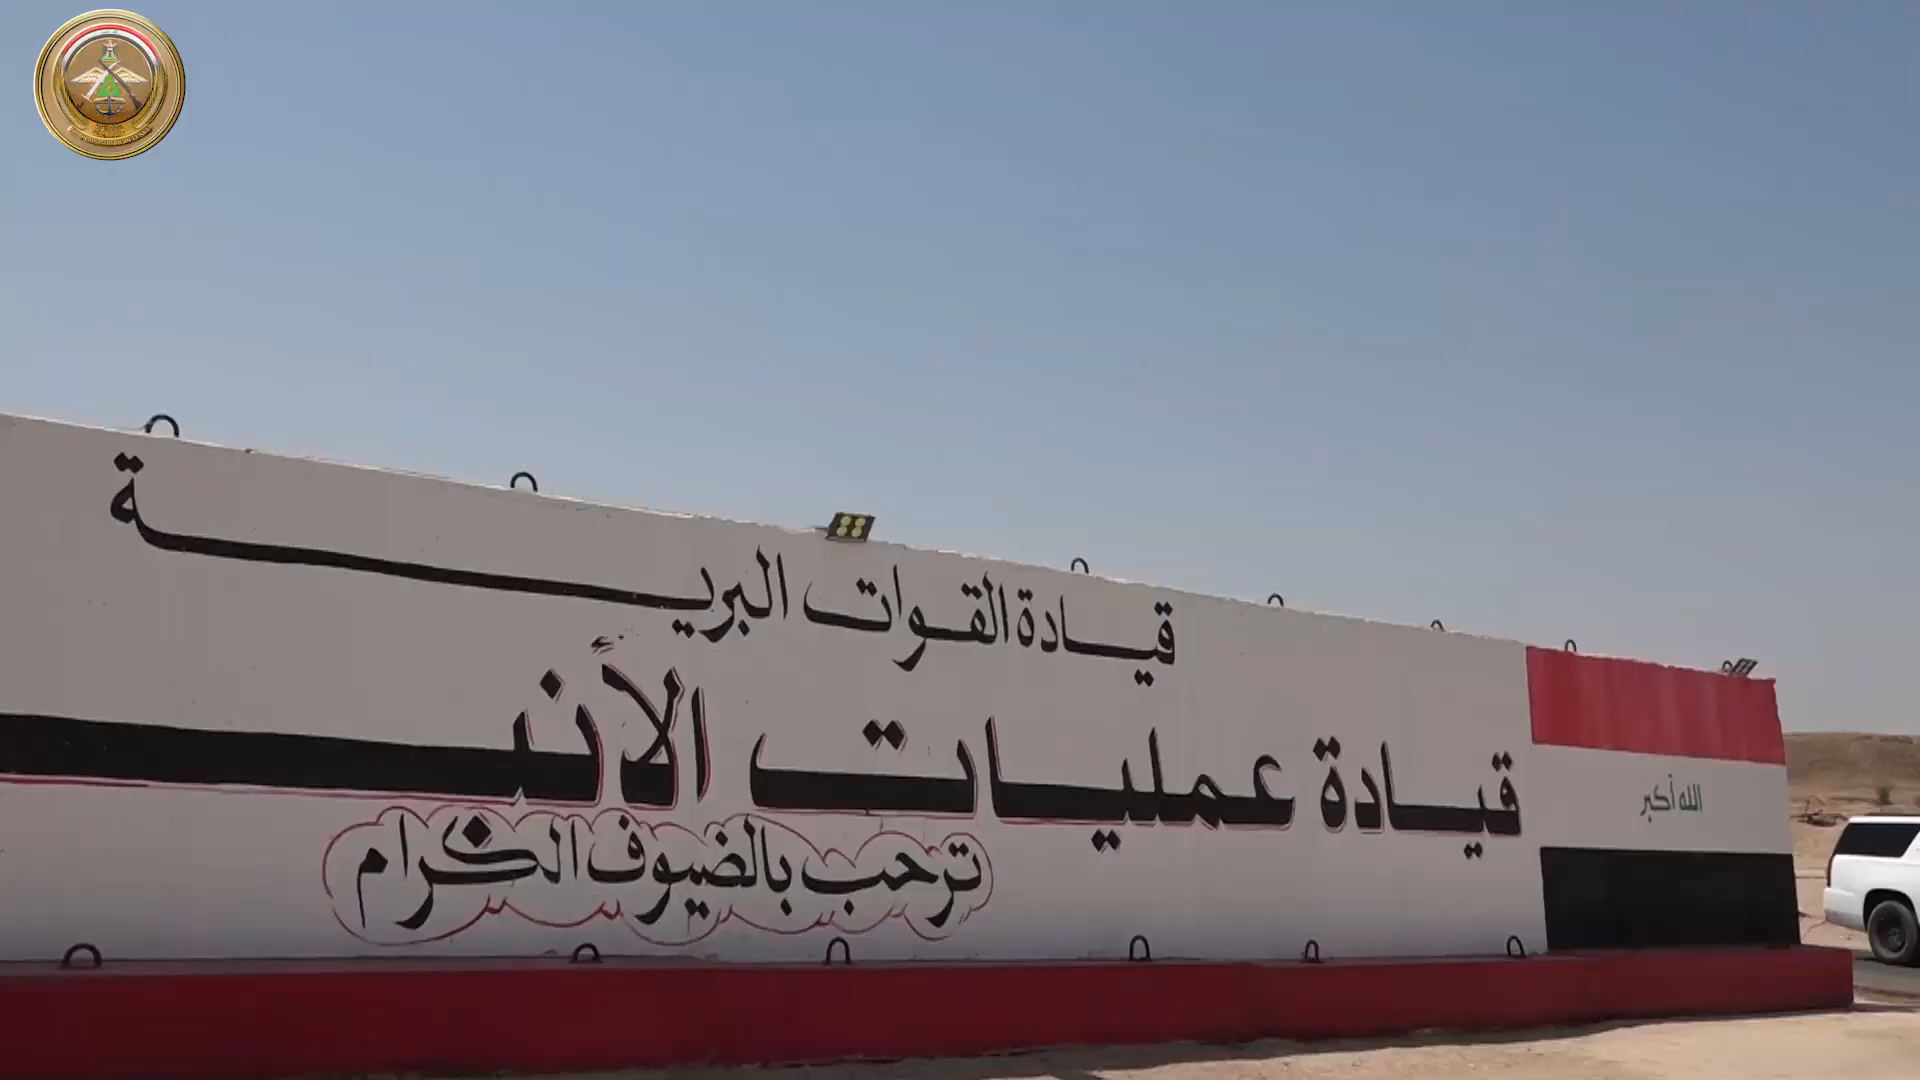 قيادة القوات البرية
قيادة عمليات الأنـ
ترحب بالضيوف الكرام
الله أكبر